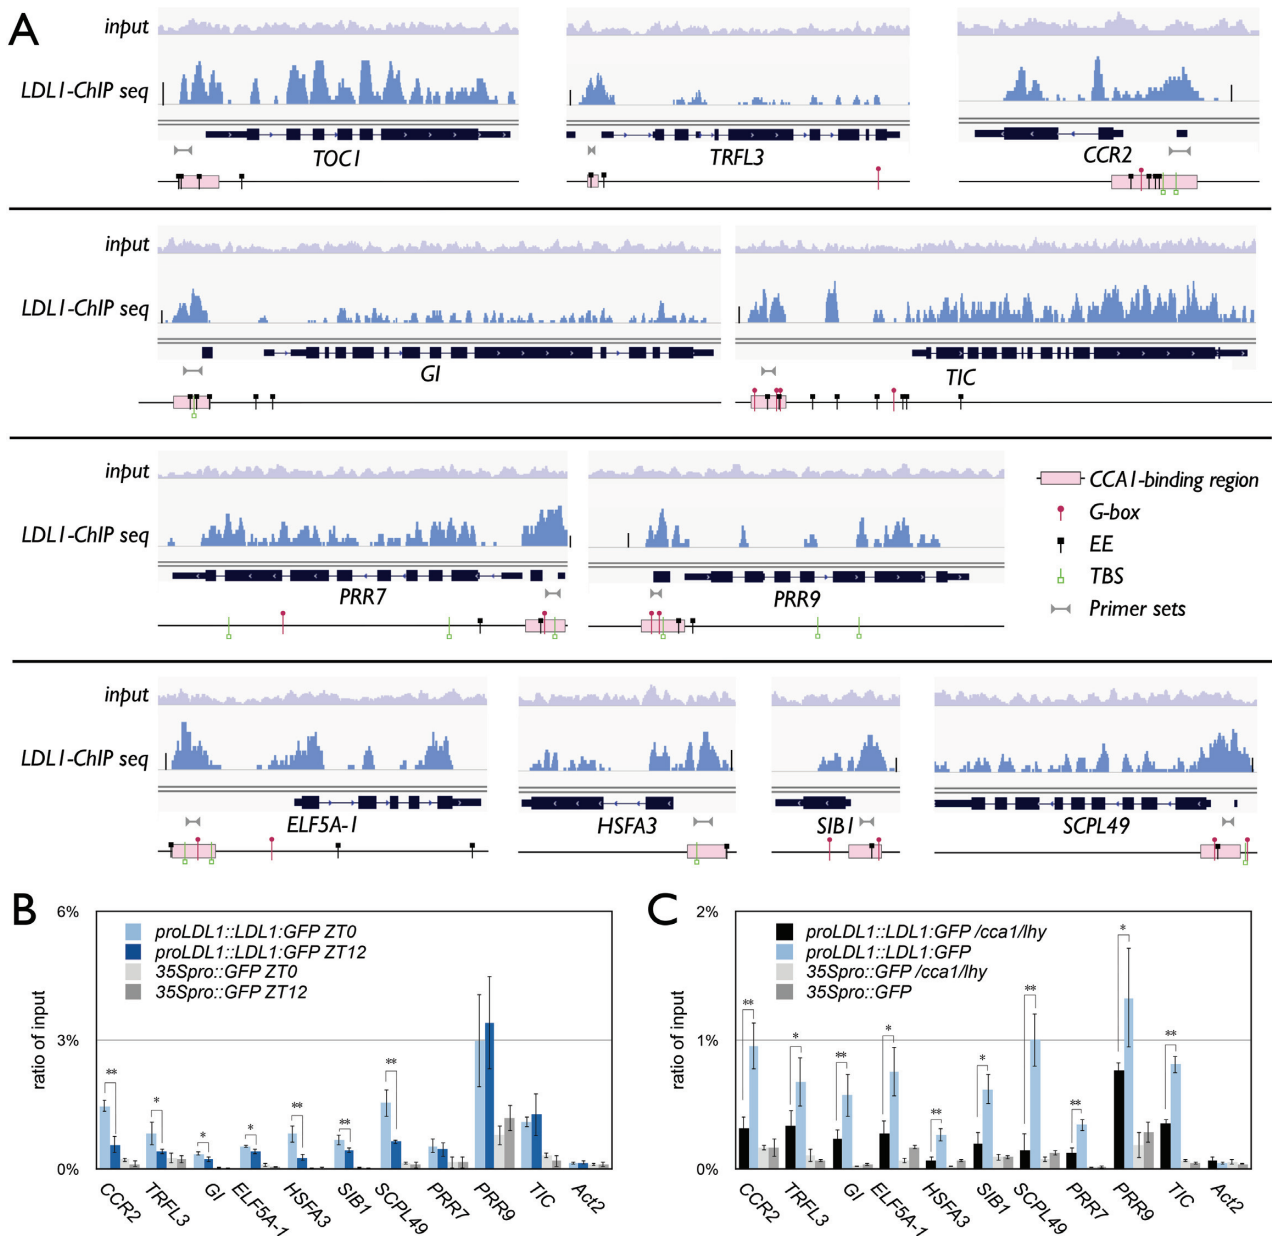 A
input
LDL1-ChIP seq
TOC1
TRFL3
CCR2
input
LDL1-ChIP seq
GI
TIC
input
LDL1-ChIP seq
PRR7
PRR9
CCA1-binding region
G-box
EE
TBS
Primer sets
input
LDL1-ChIP seq
ELF5A-1
HSFA3
SIB1
SCPL49
B
6%
3%
0%
ratio of input
proLDL1::LDL1:GFP ZT0
proLDL1::LDL1:GFP ZT12
35Spro::GFP ZT0
35Spro::GFP ZT12
** * * * ** ** **
CCR2 TRFL3 GI ELF5A-1 HSFA3 SIB1 SCPL49 PRR7 PRR9 TIC Act2
C
2%
1%
0%
ratio of input
proLDL1::LDL1:GFP /cca1/lhy
proLDL1::LDL1:GFP
35Spro::GFP /cca1/lhy
35Spro::GFP
** * ** * ** * ** ** * **
CCR2 TRFL3 GI ELF5A-1 HSFA3 SIB1 SCPL49 PRR7 PRR9 TIC Act2